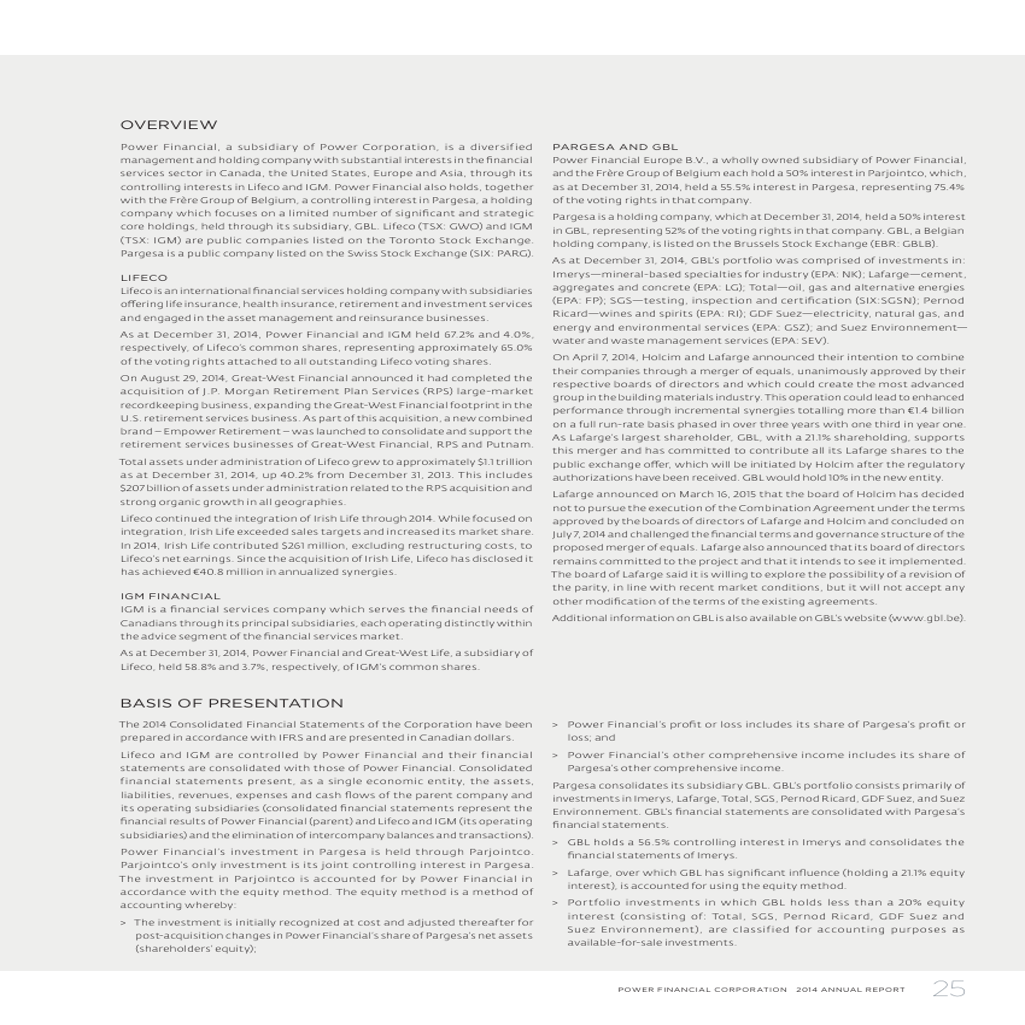 OVERVIEW
Power Financial, a subsidiary of Power Corporation, is a diversified
management and holding company with substantial interests in the financial
services sector in Canada, the United States, Europe and Asia, through its
controlling interests in Lifeco and IGM. Power Financial also holds, together
with the Frère Group of Belgium, a controlling interest in Pargesa, a holding
company which focuses on a limited number of significant and strategic
core holdings, held through its subsidiary, GBL. Lifeco (TSX: GWO) and IGM
(TSX: IGM) are public companies listed on the Toronto Stock Exchange.
Pargesa is a public company listed on the Swiss Stock Exchange (SIX: PARG).
LIFECO
Lifeco is an international financial services holding company with subsidiaries
offering life insurance, health insurance, retirement and investment services
and engaged in the asset management and reinsurance businesses.
As at December 31, 2014, Power Financial and IGM held 67.2% and 4.0%,
respectively, of Lifeco's common shares, representing approximately 65.0%
of the voting rights attached to all outstanding Lifeco voting shares.
On August 29, 2014, Great-West Financial announced it had completed the
acquisition of J.P. Morgan Retirement Plan Services (RPS) large-market
recordkeeping business, expanding the Great-West Financial footprint in the
U.S. retirement services business. As part of this acquisition, a new combined
brand – Empower Retirement – was launched to consolidate and support the
retirement services businesses of Great-West Financial, RPS and Putnam.
Total assets under administration of Lifeco grew to approximately $1.1 trillion
as at December 31, 2014, up 40.2% from December 31, 2013. This includes
$207 billion of assets under administration related to the RPS acquisition and
strong organic growth in all geographies.
Lifeco continued the integration of Irish Life through 2014. While focused on
integration, Irish Life exceeded sales targets and increased its market share.
In 2014, Irish Life contributed $261 million, excluding restructuring costs, to
Lifeco's net earnings. Since the acquisition of Irish Life, Lifeco has disclosed it
has achieved €40.8 million in annualized synergies.
IGM FINANCIAL
IGM is a financial services company which serves the financial needs of
Canadians through its principal subsidiaries, each operating distinctly within
the advice segment of the financial services market.
As at December 31, 2014, Power Financial and Great-West Life, a subsidiary of
Lifeco, held 58.8% and 3.7%, respectively, of IGM's common shares.
PARGESA AND GBL
Power Financial Europe B.V., a wholly owned subsidiary of Power Financial,
and the Frère Group of Belgium each hold a 50% interest in Parjointco, which,
as at December 31, 2014, held a 55.5% interest in Pargesa, representing 75.4%
of the voting rights in that company.
Pargesa is a holding company, which at December 31, 2014, held a 50% interest
in GBL, representing 52% of the voting rights in that company. GBL, a Belgian
holding company, is listed on the Brussels Stock Exchange (EBR: GBLB).
As at December 31, 2014, GBL's portfolio was comprised of investments in:
Imerys—mineral-based specialties for industry (EPA: NK); Lafarge—cement,
aggregates and concrete (EPA: LG); Total—oil, gas and alternative energies
(EPA: FP); SGS—testing, inspection and certification (SIX:SGSN); Pernod
Ricard—wines and spirits (EPA: RI); GDF Suez—electricity, natural gas, and
energy and environmental services (EPA: GSZ); and Suez Environnement—
water and waste management services (EPA: SEV).
On April 7, 2014, Holcim and Lafarge announced their intention to combine
their companies through a merger of equals, unanimously approved by their
respective boards of directors and which could create the most advanced
group in the building materials industry. This operation could lead to enhanced
performance through incremental synergies totalling more than €1.4 billion
on a full run-rate basis phased in over three years with one third in year one.
As Lafarge's largest shareholder, GBL, with a 21.1% shareholding, supports
this merger and has committed to contribute all its Lafarge shares to the
public exchange offer, which will be initiated by Holcim after the regulatory
authorizations have been received. GBL would hold 10% in the new entity.
Lafarge announced on March 16, 2015 that the board of Holcim has decided
not to pursue the execution of the Combination Agreement under the terms
approved by the boards of directors of Lafarge and Holcim and concluded on
July 7, 2014 and challenged the financial terms and governance structure of the
proposed merger of equals. Lafarge also announced that its board of directors
remains committed to the project and that it intends to see it implemented.
The board of Lafarge said it is willing to explore the possibility of a revision of
the parity, in line with recent market conditions, but it will not accept any
other modification of the terms of the existing agreements.
Additional information on GBL is also available on GBL's website (www.gbl.be).
BASIS OF PRESENTATION
The 2014 Consolidated Financial Statements of the Corporation have been
prepared in accordance with IFRS and are presented in Canadian dollars.
Lifeco and IGM are controlled by Power Financial and their financial
statements are consolidated with those of Power Financial. Consolidated
financial statements present, as a single economic entity, the assets,
liabilities, revenues, expenses and cash flows of the parent company and
its operating subsidiaries (consolidated financial statements represent the
financial results of Power Financial (parent) and Lifeco and IGM (its operating
subsidiaries) and the elimination of intercompany balances and transactions).
Power Financial's investment in Pargesa is held through Parjointco.
Parjointco's only investment is its joint controlling interest in Pargesa.
The investment in Parjointco is accounted for by Power Financial in
accordance with the equity method. The equity method is a method of
accounting whereby:
> The investment is initially recognized at cost and adjusted thereafter for
post-acquisition changes in Power Financial's share of Pargesa's net assets
(shareholders' equity);
> Power Financial's profit or loss includes its share of Pargesa's profit or
loss; and
> Power Financial's other comprehensive income includes its share of
Pargesa's other comprehensive income.
Pargesa consolidates its subsidiary GBL. GBL's portfolio consists primarily of
investments in Imerys, Lafarge, Total, SGS, Pernod Ricard, GDF Suez, and Suez
Environnement. GBL's financial statements are consolidated with Pargesa's
financial statements.
> GBL holds a 56.5% controlling interest in Imerys and consolidates the
financial statements of Imerys.
> Lafarge, over which GBL has significant influence (holding a 21.1% equity
interest), is accounted for using the equity method.
> Portfolio investments in which GBL holds less than a 20% equity
interest (consisting of: Total, SGS, Pernod Ricard, GDF Suez and
Suez Environnement), are classified for accounting purposes as
available-for-sale investments.
POWER FINANCIAL CORPORATION 2014 ANNUAL REPORT 25